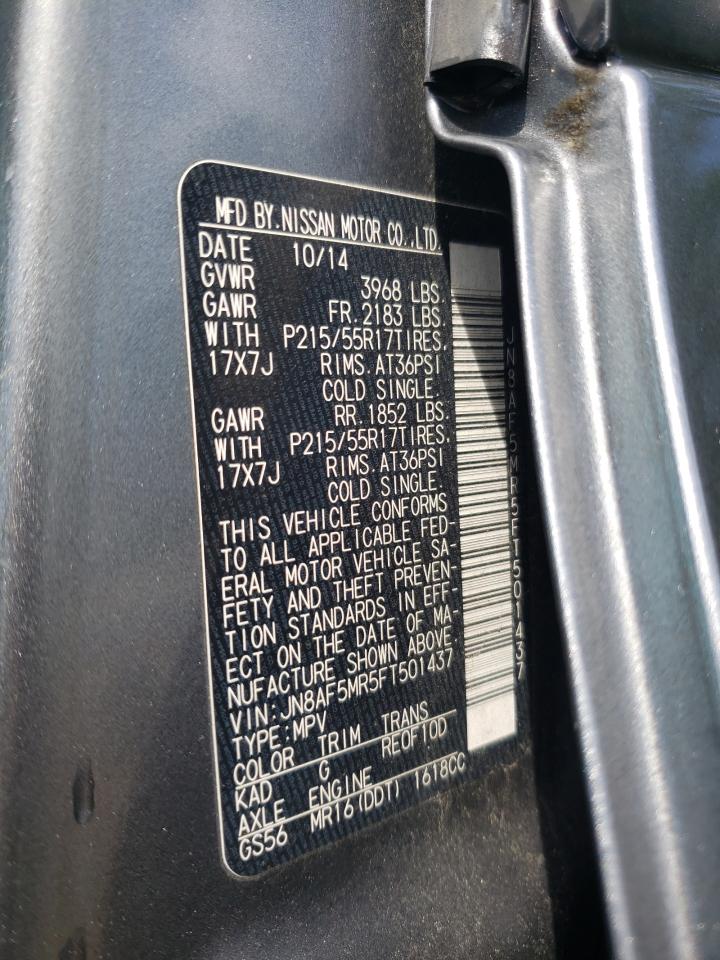 MFD BY.NISSAN MOTOR CO.,LTD.
DATE 10/14
GVWR 3968 LBS.
GAWR FR.2183 LBS.
WITH P215/55R17TIRES.
17X7J RIMS.AT36PSI
COLD SINGLE.
GAWR RR.1852 LBS.
WITH P215/55R17TIRES.
17X7J RIMS.AT36PSI
COLD SINGLE.
THIS VEHICLE CONFORMS
TO ALL APPLICABLE FED-
ERAL MOTOR VEHICLE SA-
FETY AND THEFT PREVEN-
TION STANDARDS IN EFF-
ECT ON THE DATE OF MA-
NUFACTURE SHOWN ABOVE.
VIN:JN8AF5MR5FT501437
TYPE:MPV
COLOR TRIM TRANS
KAD G RE0F10D
AXLE ENGINE
GS56 MR16(DDT) 1618CC
JN8AF5MR5FT501437